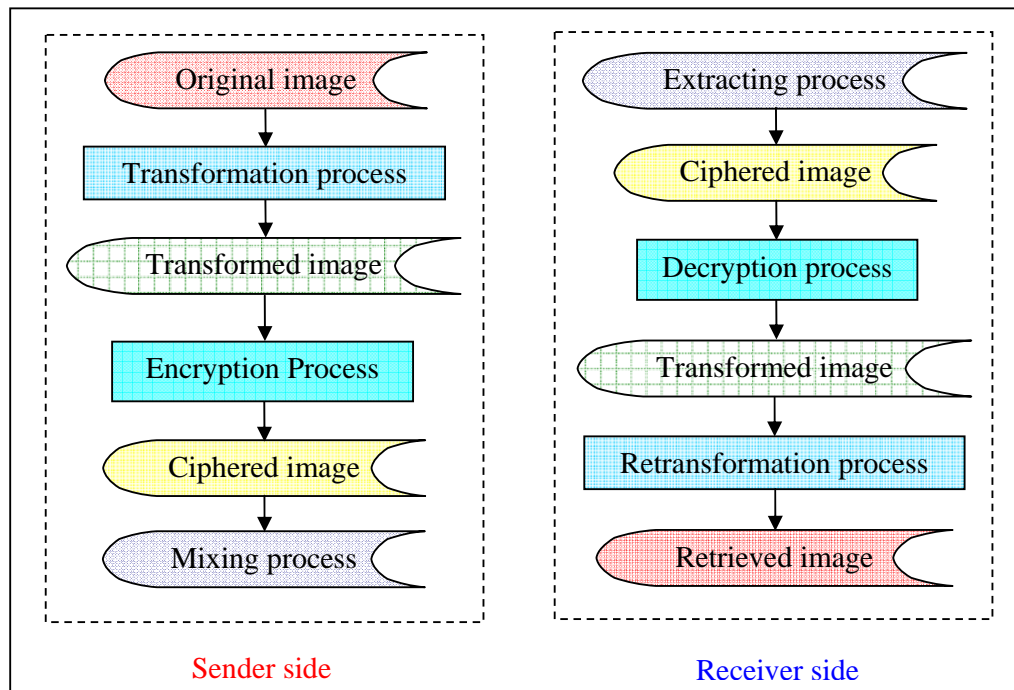 Original image
Transformation process
Transformed image
Encryption Process
Ciphered image
Mixing process
Sender side
Extracting process
Ciphered image
Decryption process
Transformed image
Retransformation process
Retrieved image
Receiver side